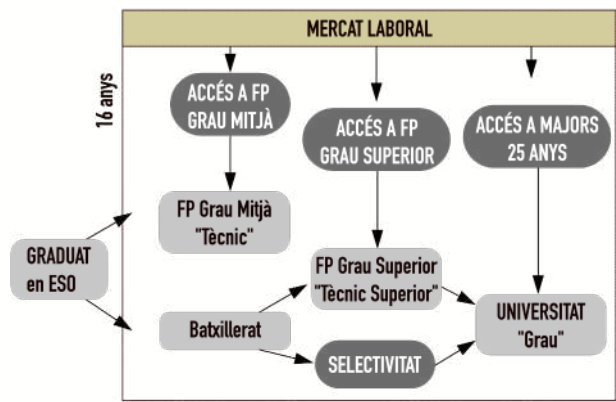 MERCAT LABORAL
16 anys
ACCÉS A FP
GRAU MITJÀ
ACCÉS A FP
GRAU SUPERIOR
ACCÉS A MAJORS
25 ANYS
FP Grau Mitjà
"Tècnic"
GRADUAT
en ESO
FP Grau Superior
"Tècnic Superior"
Batxillerat
UNIVERSITAT
"Grau"
SELECTIVITAT